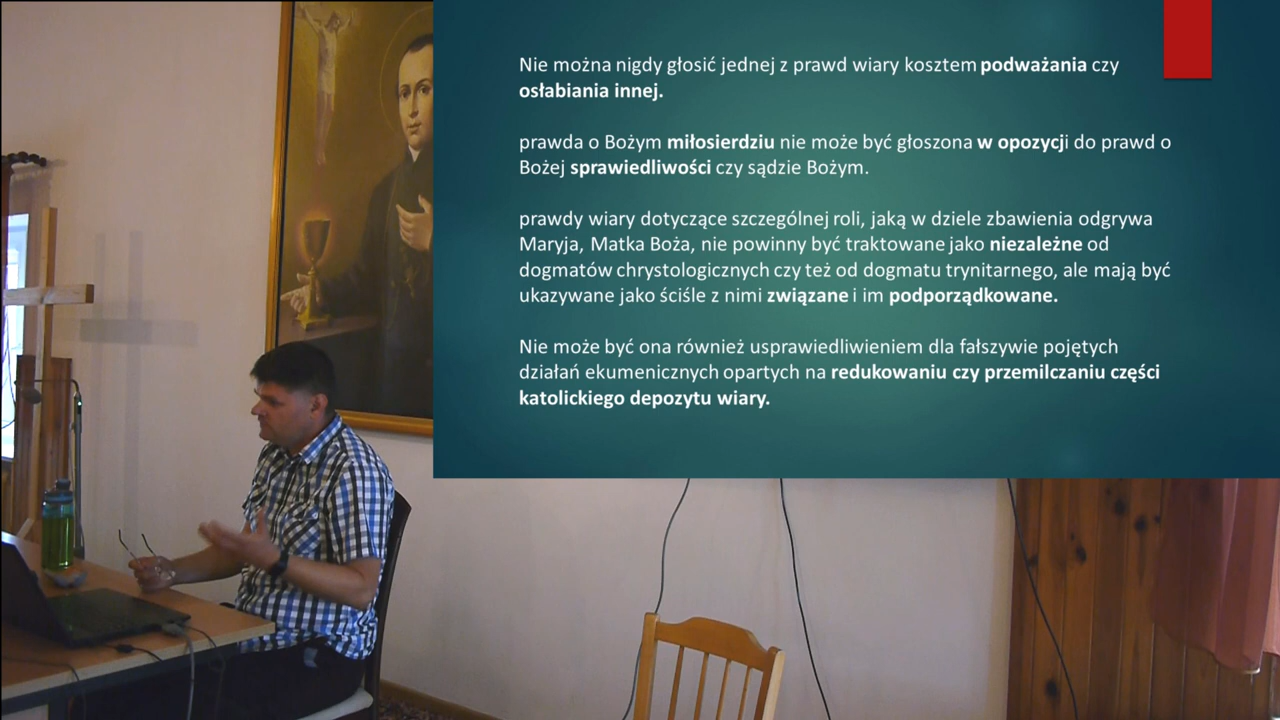 Nie można nigdy głosić jednej z prawd wiary kosztem podważania czy
osłabiania innej.
prawda o Bożym miłosierdziu nie może być głoszona w opozycji do prawd o
Bożej sprawiedliwości czy sądzie Bożym.
prawdy wiary dotyczące szczególnej roli, jaką w dziele zbawienia odgrywa
Maryja, Matka Boża, nie powinny być traktowane jako niezależne od
dogmatów chrystologicznych czy też od dogmatu trynitarnego, ale mają być
ukazywane jako ściśle z nimi związane i im podporządkowane.
Nie może być ona również usprawiedliwieniem dla fałszywie pojętych
działań ekumenicznych opartych na redukowaniu czy przemilczaniu części
katolickiego depozytu wiary.